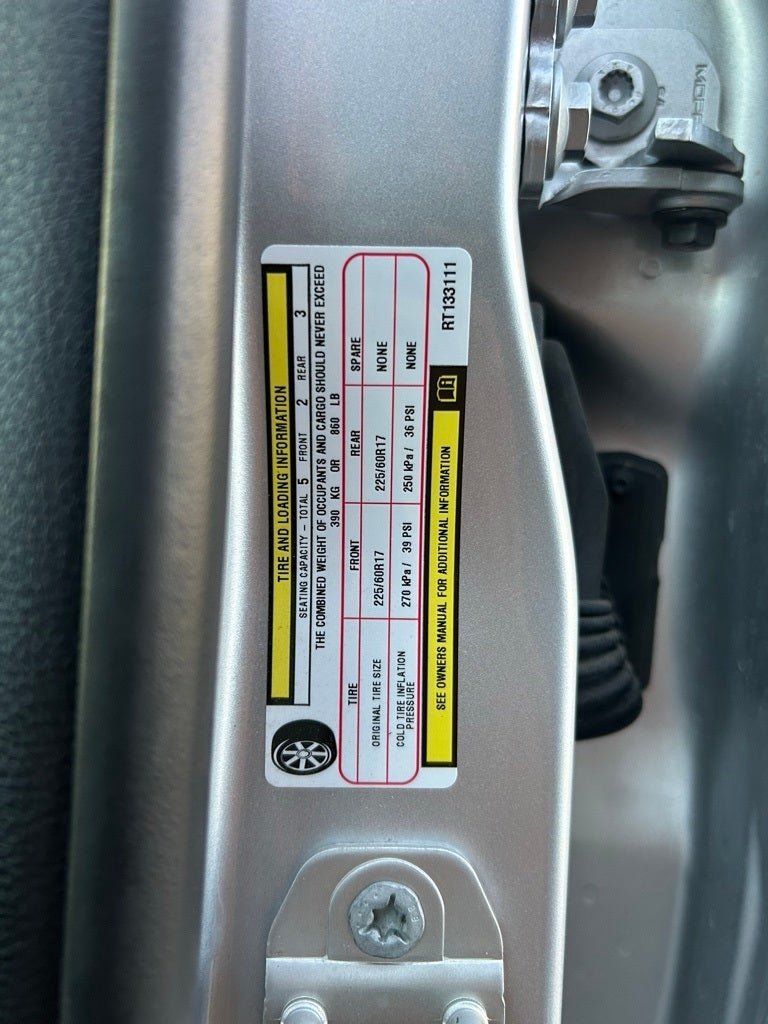 TIRE AND LOADING INFORMATION
SEATING CAPACITY – TOTAL 5 FRONT 2 REAR 3
THE COMBINED WEIGHT OF OCCUPANTS AND CARGO SHOULD NEVER EXCEED
390 KG OR 860 LB
TIRE FRONT REAR SPARE
ORIGINAL TIRE SIZE 225/60R17 225/60R17 NONE
COLD TIRE INFLATION
PRESSURE 270 kPa / 39 PSI 250 kPa / 36 PSI NONE
SEE OWNERS MANUAL FOR ADDITIONAL INFORMATION
RT133111